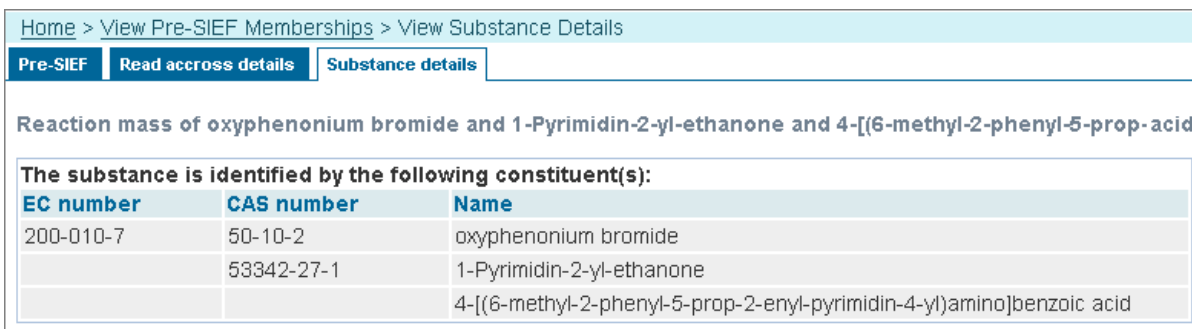 Home > View Pre-SIEF Memberships > View Substance Details
Pre-SIEF Read accross details Substance details
Reaction mass of oxyphenonium bromide and 1-Pyrimidin-2-yl-ethanone and 4-[(6-methyl-2-phenyl-5-prop-acid
The substance is identified by the following constituent(s):
EC number CAS number Name
200-010-7 50-10-2 oxyphenonium bromide
53342-27-1 1-Pyrimidin-2-yl-ethanone
4-[(6-methyl-2-phenyl-5-prop-2-enyl-pyrimidin-4-yl)amino]benzoic acid